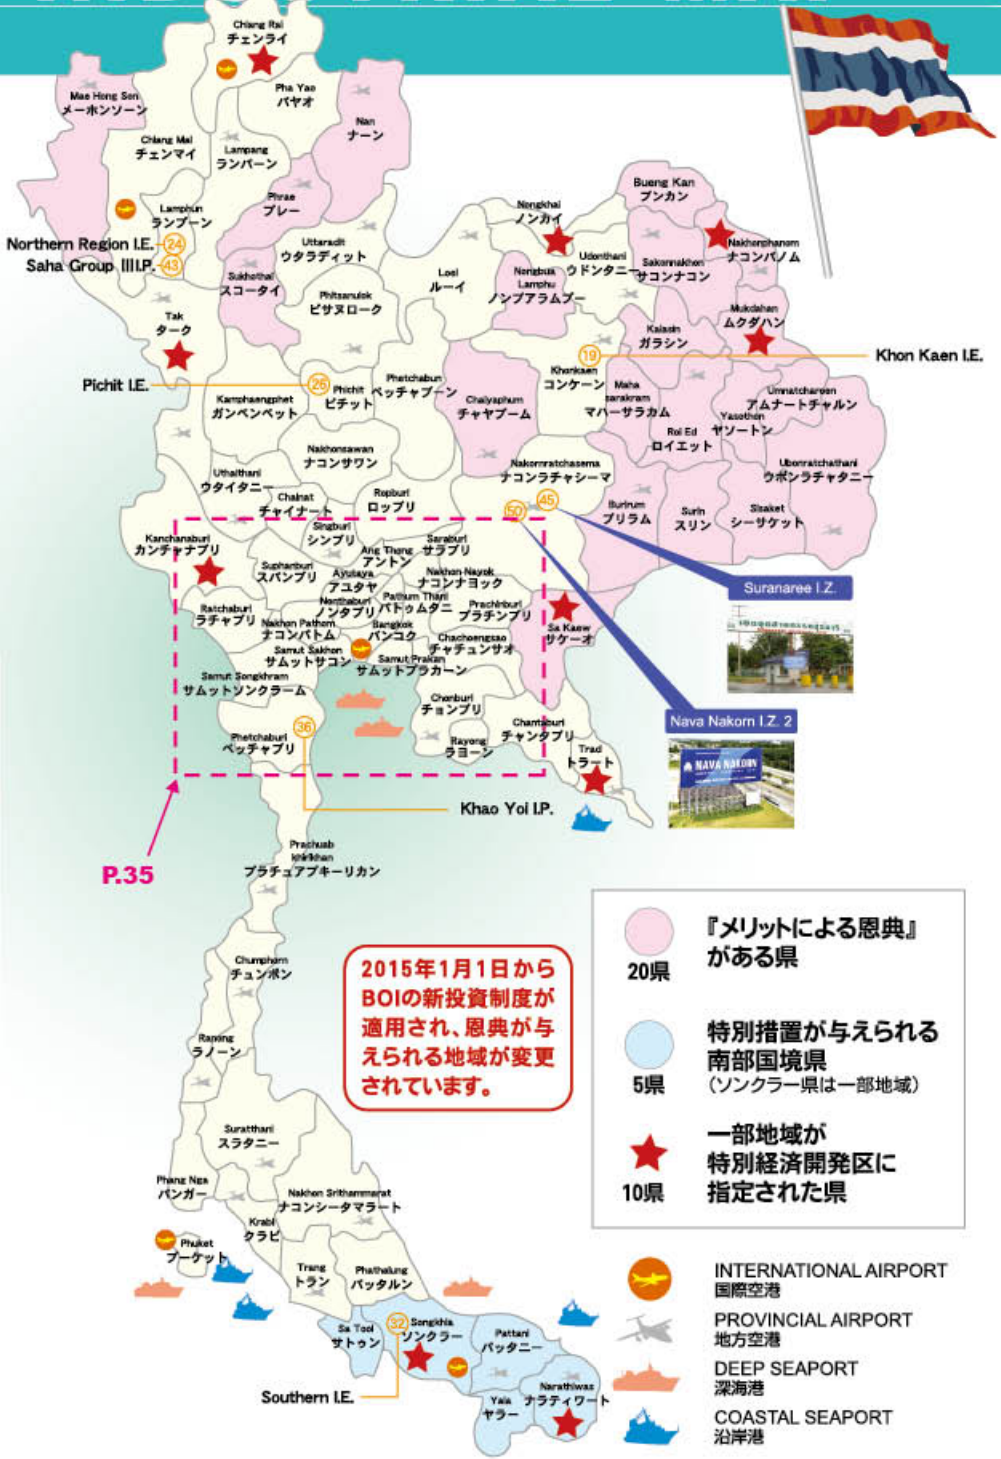 Chiang Rai
チェンライ
Mae Hong Son
メーホンソーン
Pha Yao
パヤオ
Nan
ナーン
Chiang Mai
チェンマイ
Lampang
ランパーン
Phrae
プレー
Lamphun
ランプーン
Northern Region I.E.
24
Saha Group III I.P.
43
Uttaradit
ウタラディット
Sukhothai
スコータイ
Phitsanulok
ピサヌローク
Tak
ターク
Bueng Kan
ブンカン
Nongkhai
ノンカイ
Udonthani
ウドンタニー
Sakonnakhon
サコンナコン
Nakhonphanom
ナコンパノム
Loei
ルーイ
Nongbua
Lamphu
ノンブアラムプー
Mukdahan
ムクダハン
Kalasin
ガラシン
19
Khon Kaen I.E.
Khonkaen
コンケーン
Pichit I.E.
26
Phichit
ピチット
Phetchabun
ペッチャブーン
Kamphaengphet
ガンペンペット
Chaiyaphum
チャヤプーム
Maha
sarakram
マハーサラカム
Umnatcharoen
アムナートチャルン
Yasothon
ヤソートン
Roi Ed
ロイエット
Nakhonsawan
ナコンサワン
Nakornratchasema
ナコンラチャシーマ
Ubonratchathani
ウボンラチャタニー
Uthaithani
ウタイタニー
Chainat
チャイナート
Ropburi
ロッブリ
45
50
Burirum
ブリラム
Surin
スリン
Sisaket
シーサケット
Singburi
シンブリ
Kanchanaburi
カンチャナブリ
Ang Thong
アントン
Saraburi
サラブリ
Suphanburi
スパンブリ
Ayutaya
アユタヤ
Nakhon Nayok
ナコンナヨック
Suranaree I.Z.
Ratchaburi
ラチャブリ
Nonthaburi
ノンタブリ
Pathum Thani
パトゥムタニ
Prachinburi
プラチンブリ
Nakhon Pathom
ナコンパトム
Bangkok
バンコク
Sa Kaew
サケーオ
Samut Sakhon
サムットサコン
Chachoengsao
チャチュンサオ
Samut Prakan
サムットプラカーン
Samut Songkhram
サムットソンクラーム
Chonburi
チョンブリ
Nava Nakorn I.Z. 2
NAVA NAKORN
36
Phetchaburi
ペッチャブリ
Rayong
ラヨーン
Chantaburi
チャンタブリ
Trad
トラート
Khao Yoi I.P.
P.35
Prachuab
khirikhan
プラチュアプキーリカン
Chumphorn
チュンポン
2015年1月1日から
BOIの新投資制度が
適用され、恩典が与
えられる地域が変更
されています。
『メリットによる恩典』
がある県
20県
特別措置が与えられる
南部国境県
（ソンクラー県は一部地域）
5県
一部地域が
特別経済開発区に
指定された県
10県
Ranong
ラノーン
Suratthani
スラタニー
Phang Nga
パンガー
Nakhon Srithammarat
ナコンシータマラート
Krabi
クラビ
Phuket
プーケット
Trang
トラン
Phathalung
パッタルン
INTERNATIONAL AIRPORT
国際空港
PROVINCIAL AIRPORT
地方空港
DEEP SEAPORT
深海港
COASTAL SEAPORT
沿岸港
Sa Tool
サトゥン
32
Songkhla
ソンクラー
Pattani
パッタニー
Southern I.E.
Yala
ヤラー
Narathiwas
ナラティワート